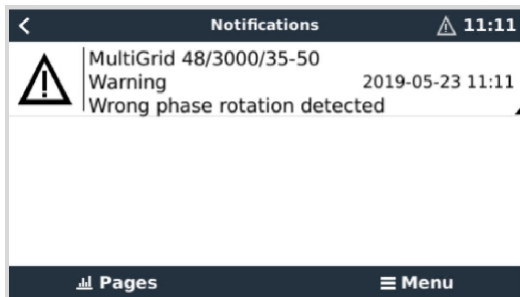 Notifications 11:11
MultiGrid 48/3000/35-50
Warning 2019-05-23 11:11
Wrong phase rotation detected
Pages Menu